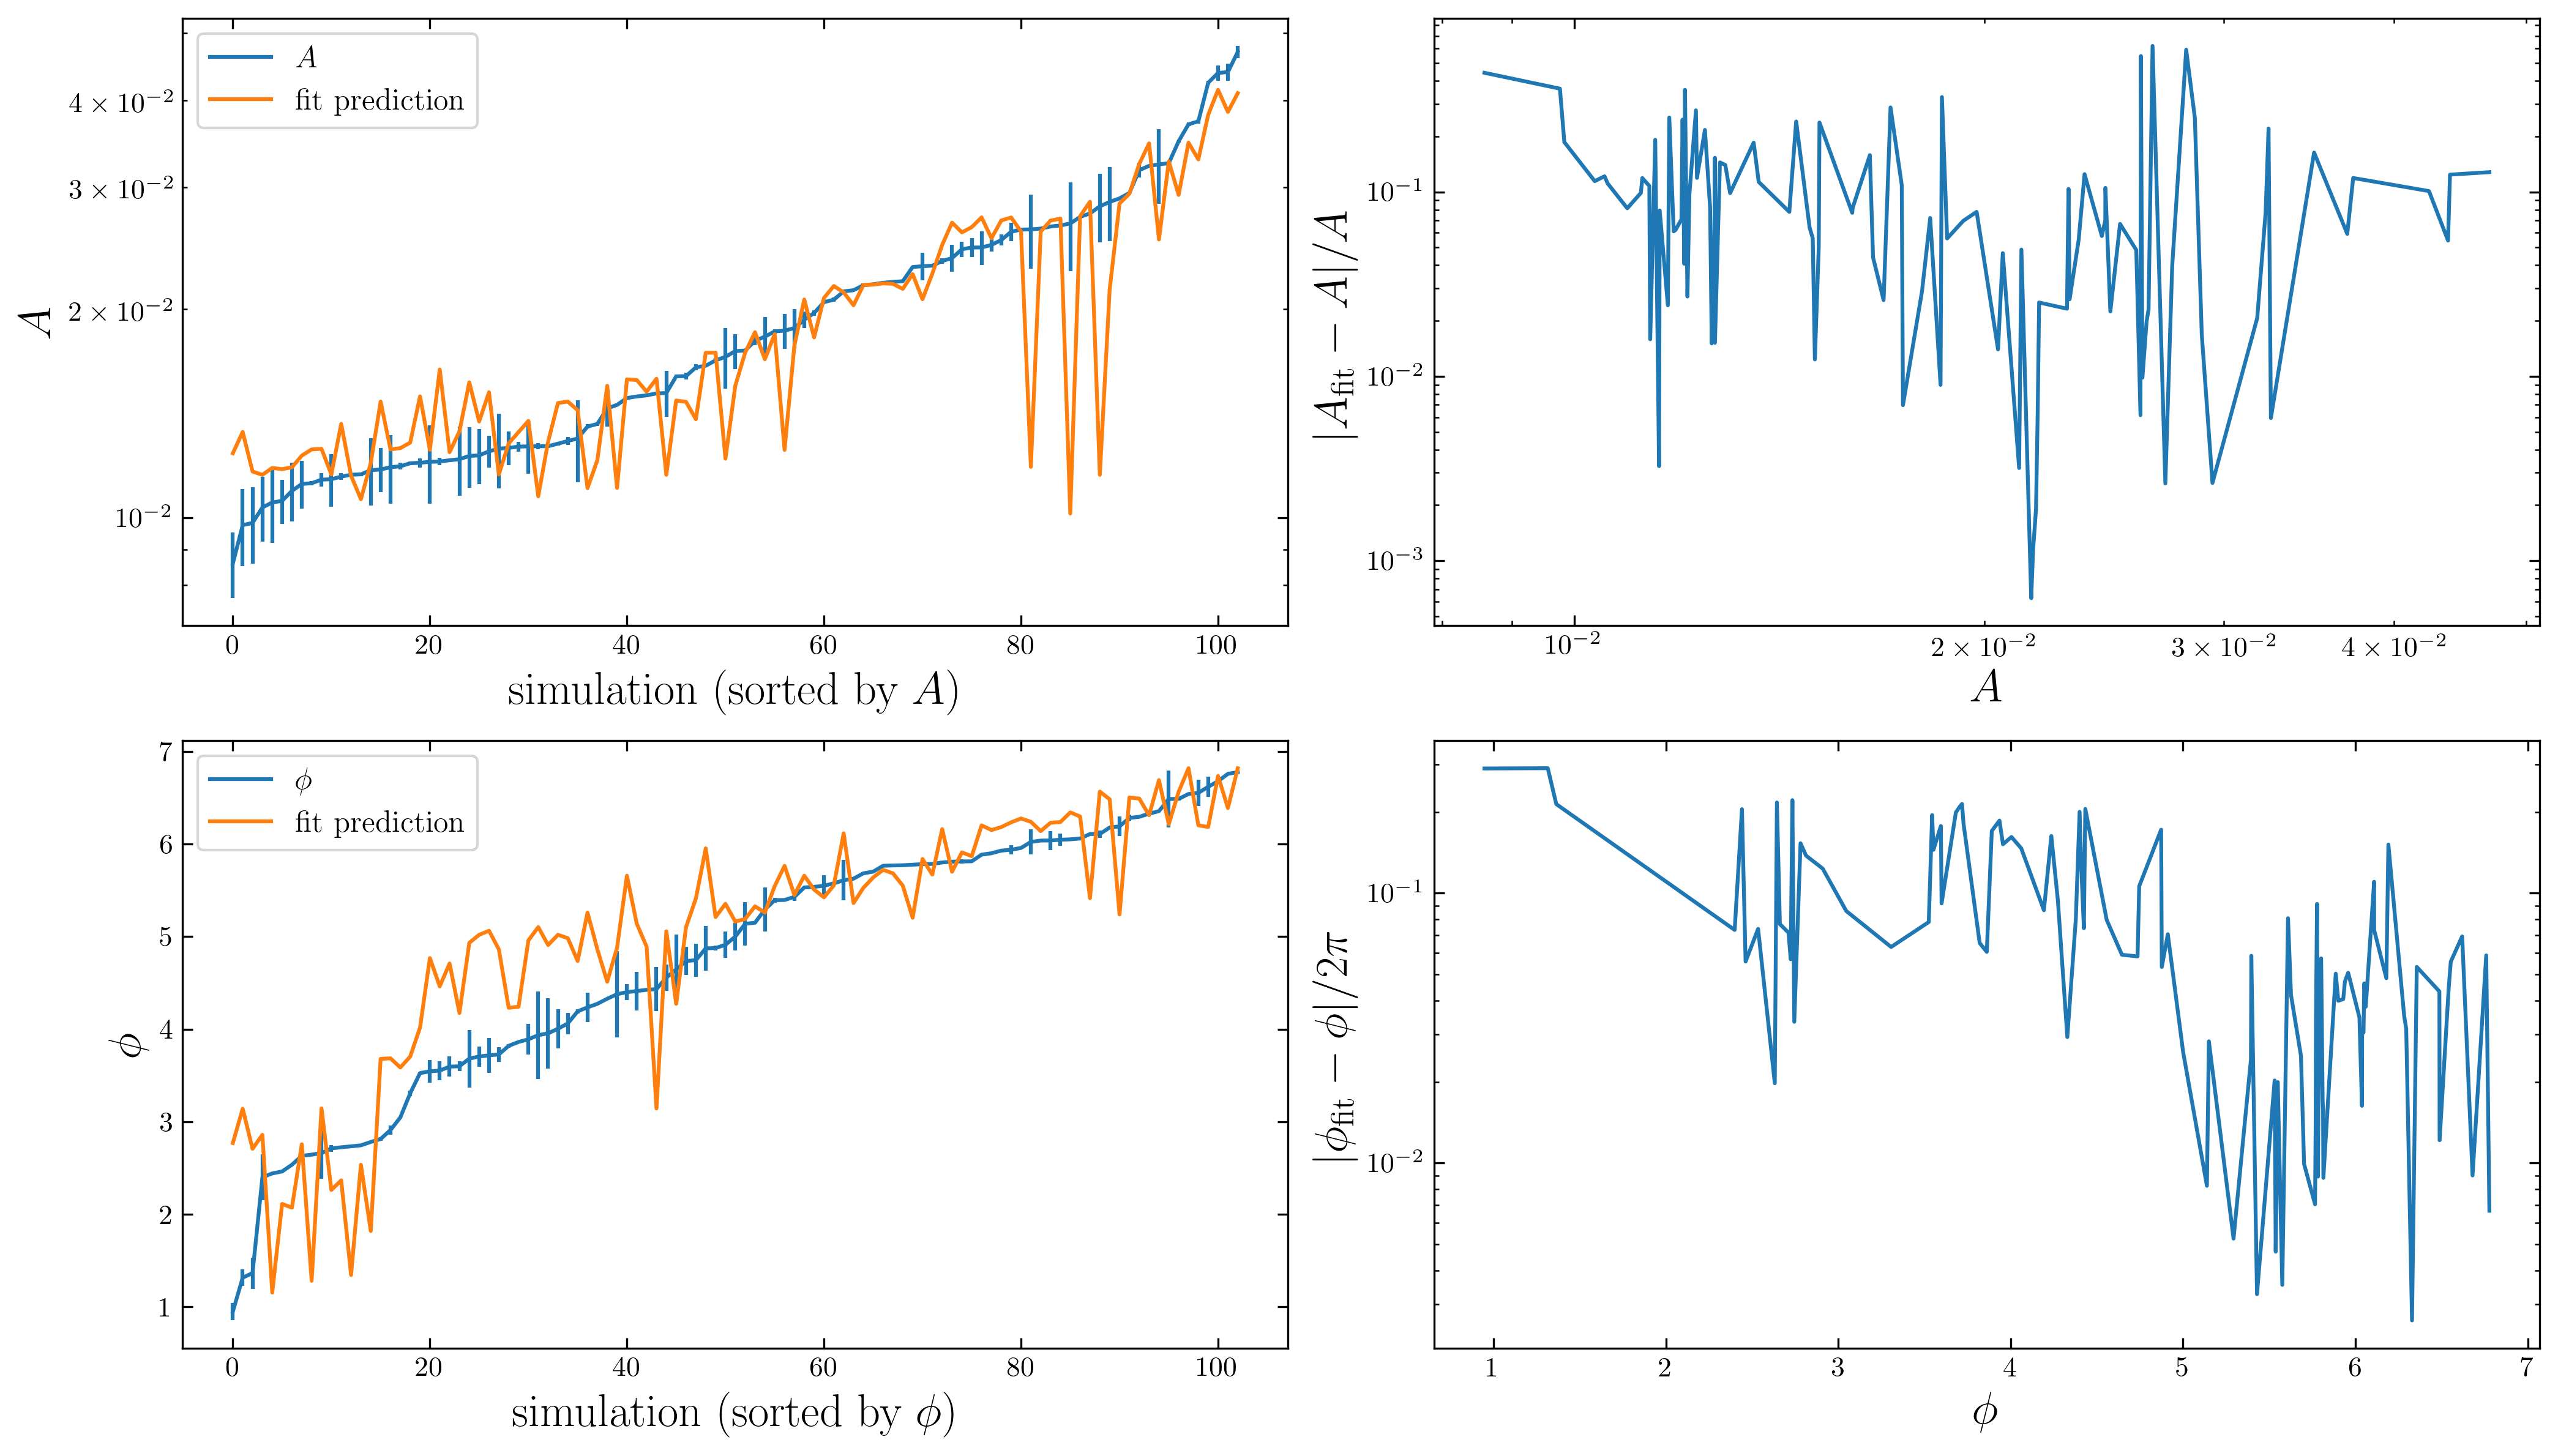 A
fit prediction
4 × 10⁻²
3 × 10⁻²
2 × 10⁻²
10⁻²
A
0 20 40 60 80 100
simulation (sorted by A)
10⁻¹
10⁻²
10⁻³
|A_fit − A|/A
10⁻² 2 × 10⁻² 3 × 10⁻² 4 × 10⁻²
A
ϕ
fit prediction
7
6
5
4
3
2
1
ϕ
0 20 40 60 80 100
simulation (sorted by ϕ)
10⁻¹
10⁻²
|ϕ_fit − ϕ|/2π
1 2 3 4 5 6 7
ϕ